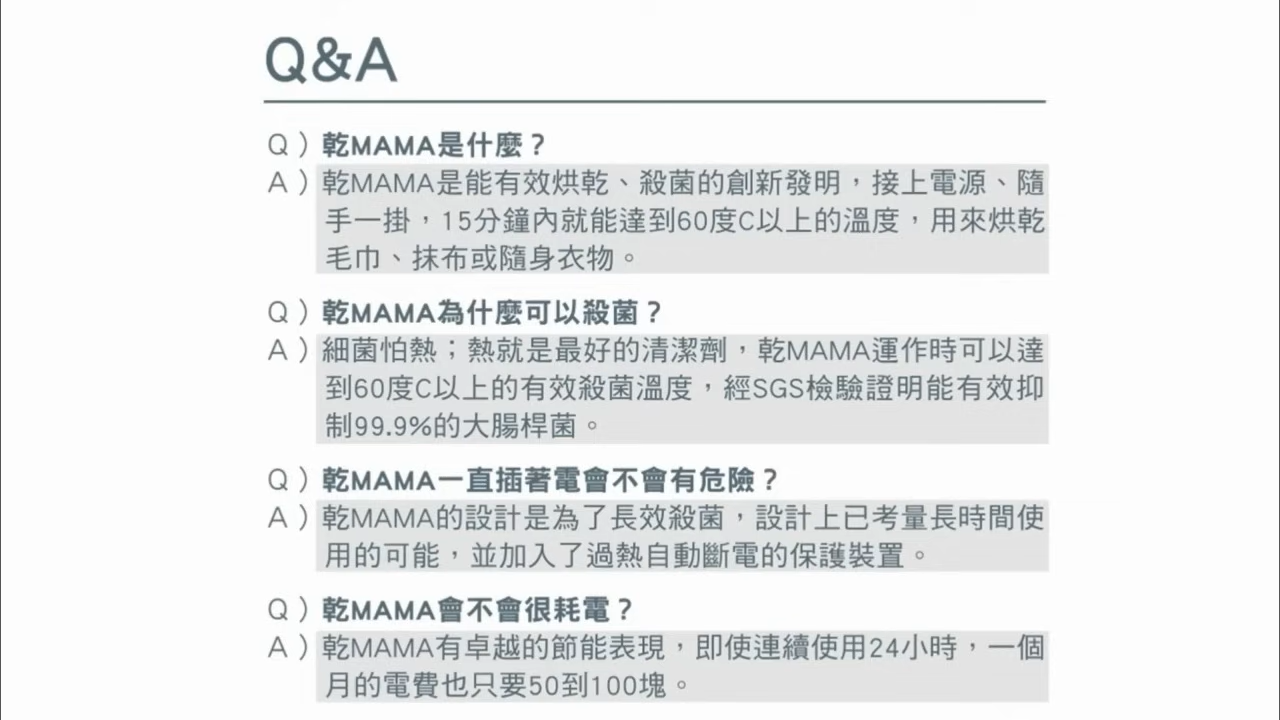 Q&A
Q）乾MAMA是什麼？
A）乾MAMA是能有效烘乾、殺菌的創新發明，接上電源、隨
手一掛，15分鐘內就能達到60度C以上的溫度，用來烘乾
毛巾、抹布或隨身衣物。
Q）乾MAMA為什麼可以殺菌？
A）細菌怕熱；熱就是最好的清潔劑，乾MAMA運作時可以達
到60度C以上的有效殺菌溫度，經SGS檢驗證明能有效抑
制99.9%的大腸桿菌。
Q）乾MAMA一直插著電會不會有危險？
A）乾MAMA的設計是為了長效殺菌，設計上已考量長時間使
用的可能，並加入了過熱自動斷電的保護裝置。
Q）乾MAMA會不會很耗電？
A）乾MAMA有卓越的節能表現，即使連續使用24小時，一個
月的電費也只要50到100塊。